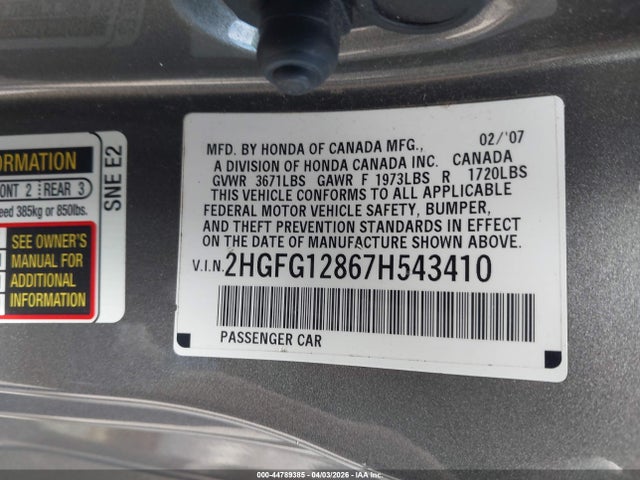 ORMATION
ONT 2 REAR 3
eed 385kg or 850lbs.
SEE OWNER'S
MANUAL FOR
ADDITIONAL
INFORMATION
SNE E2
MFD. BY HONDA OF CANADA MFG., 02/'07
A DIVISION OF HONDA CANADA INC. CANADA
GVWR 3671LBS GAWR F 1973LBS R 1720LBS
THIS VEHICLE CONFORMS TO ALL APPLICABLE
FEDERAL MOTOR VEHICLE SAFETY, BUMPER,
AND THEFT PREVENTION STANDARDS IN EFFECT
ON THE DATE OF MANUFACTURE SHOWN ABOVE.
V.I.N. 2HGFG12867H543410
PASSENGER CAR
000-44789385 - 04/03/2026 - IAA Inc.